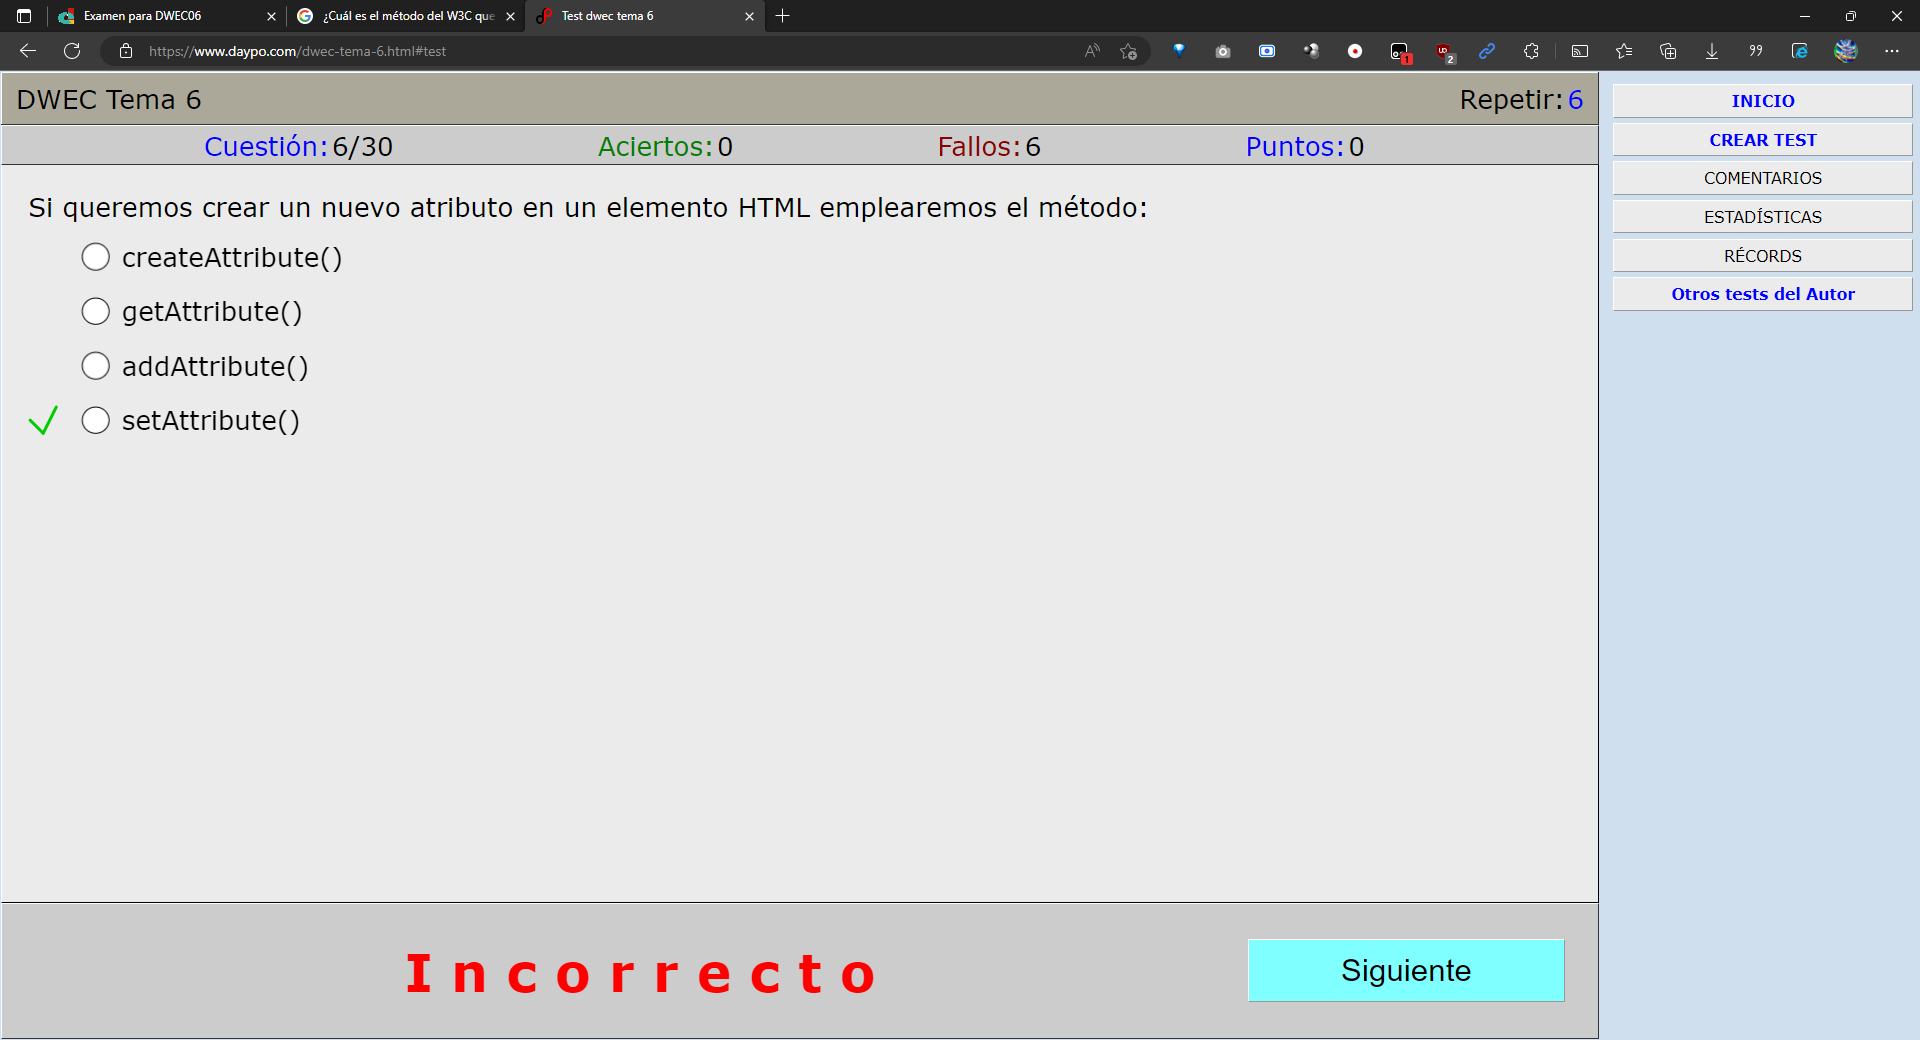 Examen para DWEC06
¿Cuál es el método del W3C que
Test dwec tema 6
https://www.daypo.com/dwec-tema-6.html#test
1
2
DWEC Tema 6
Repetir: 6
Cuestión: 6/30
Aciertos: 0
Fallos: 6
Puntos: 0
Si queremos crear un nuevo atributo en un elemento HTML emplearemos el método:
createAttribute()
getAttribute()
addAttribute()
setAttribute()
Incorrecto
Siguiente
INICIO
CREAR TEST
COMENTARIOS
ESTADÍSTICAS
RÉCORDS
Otros tests del Autor